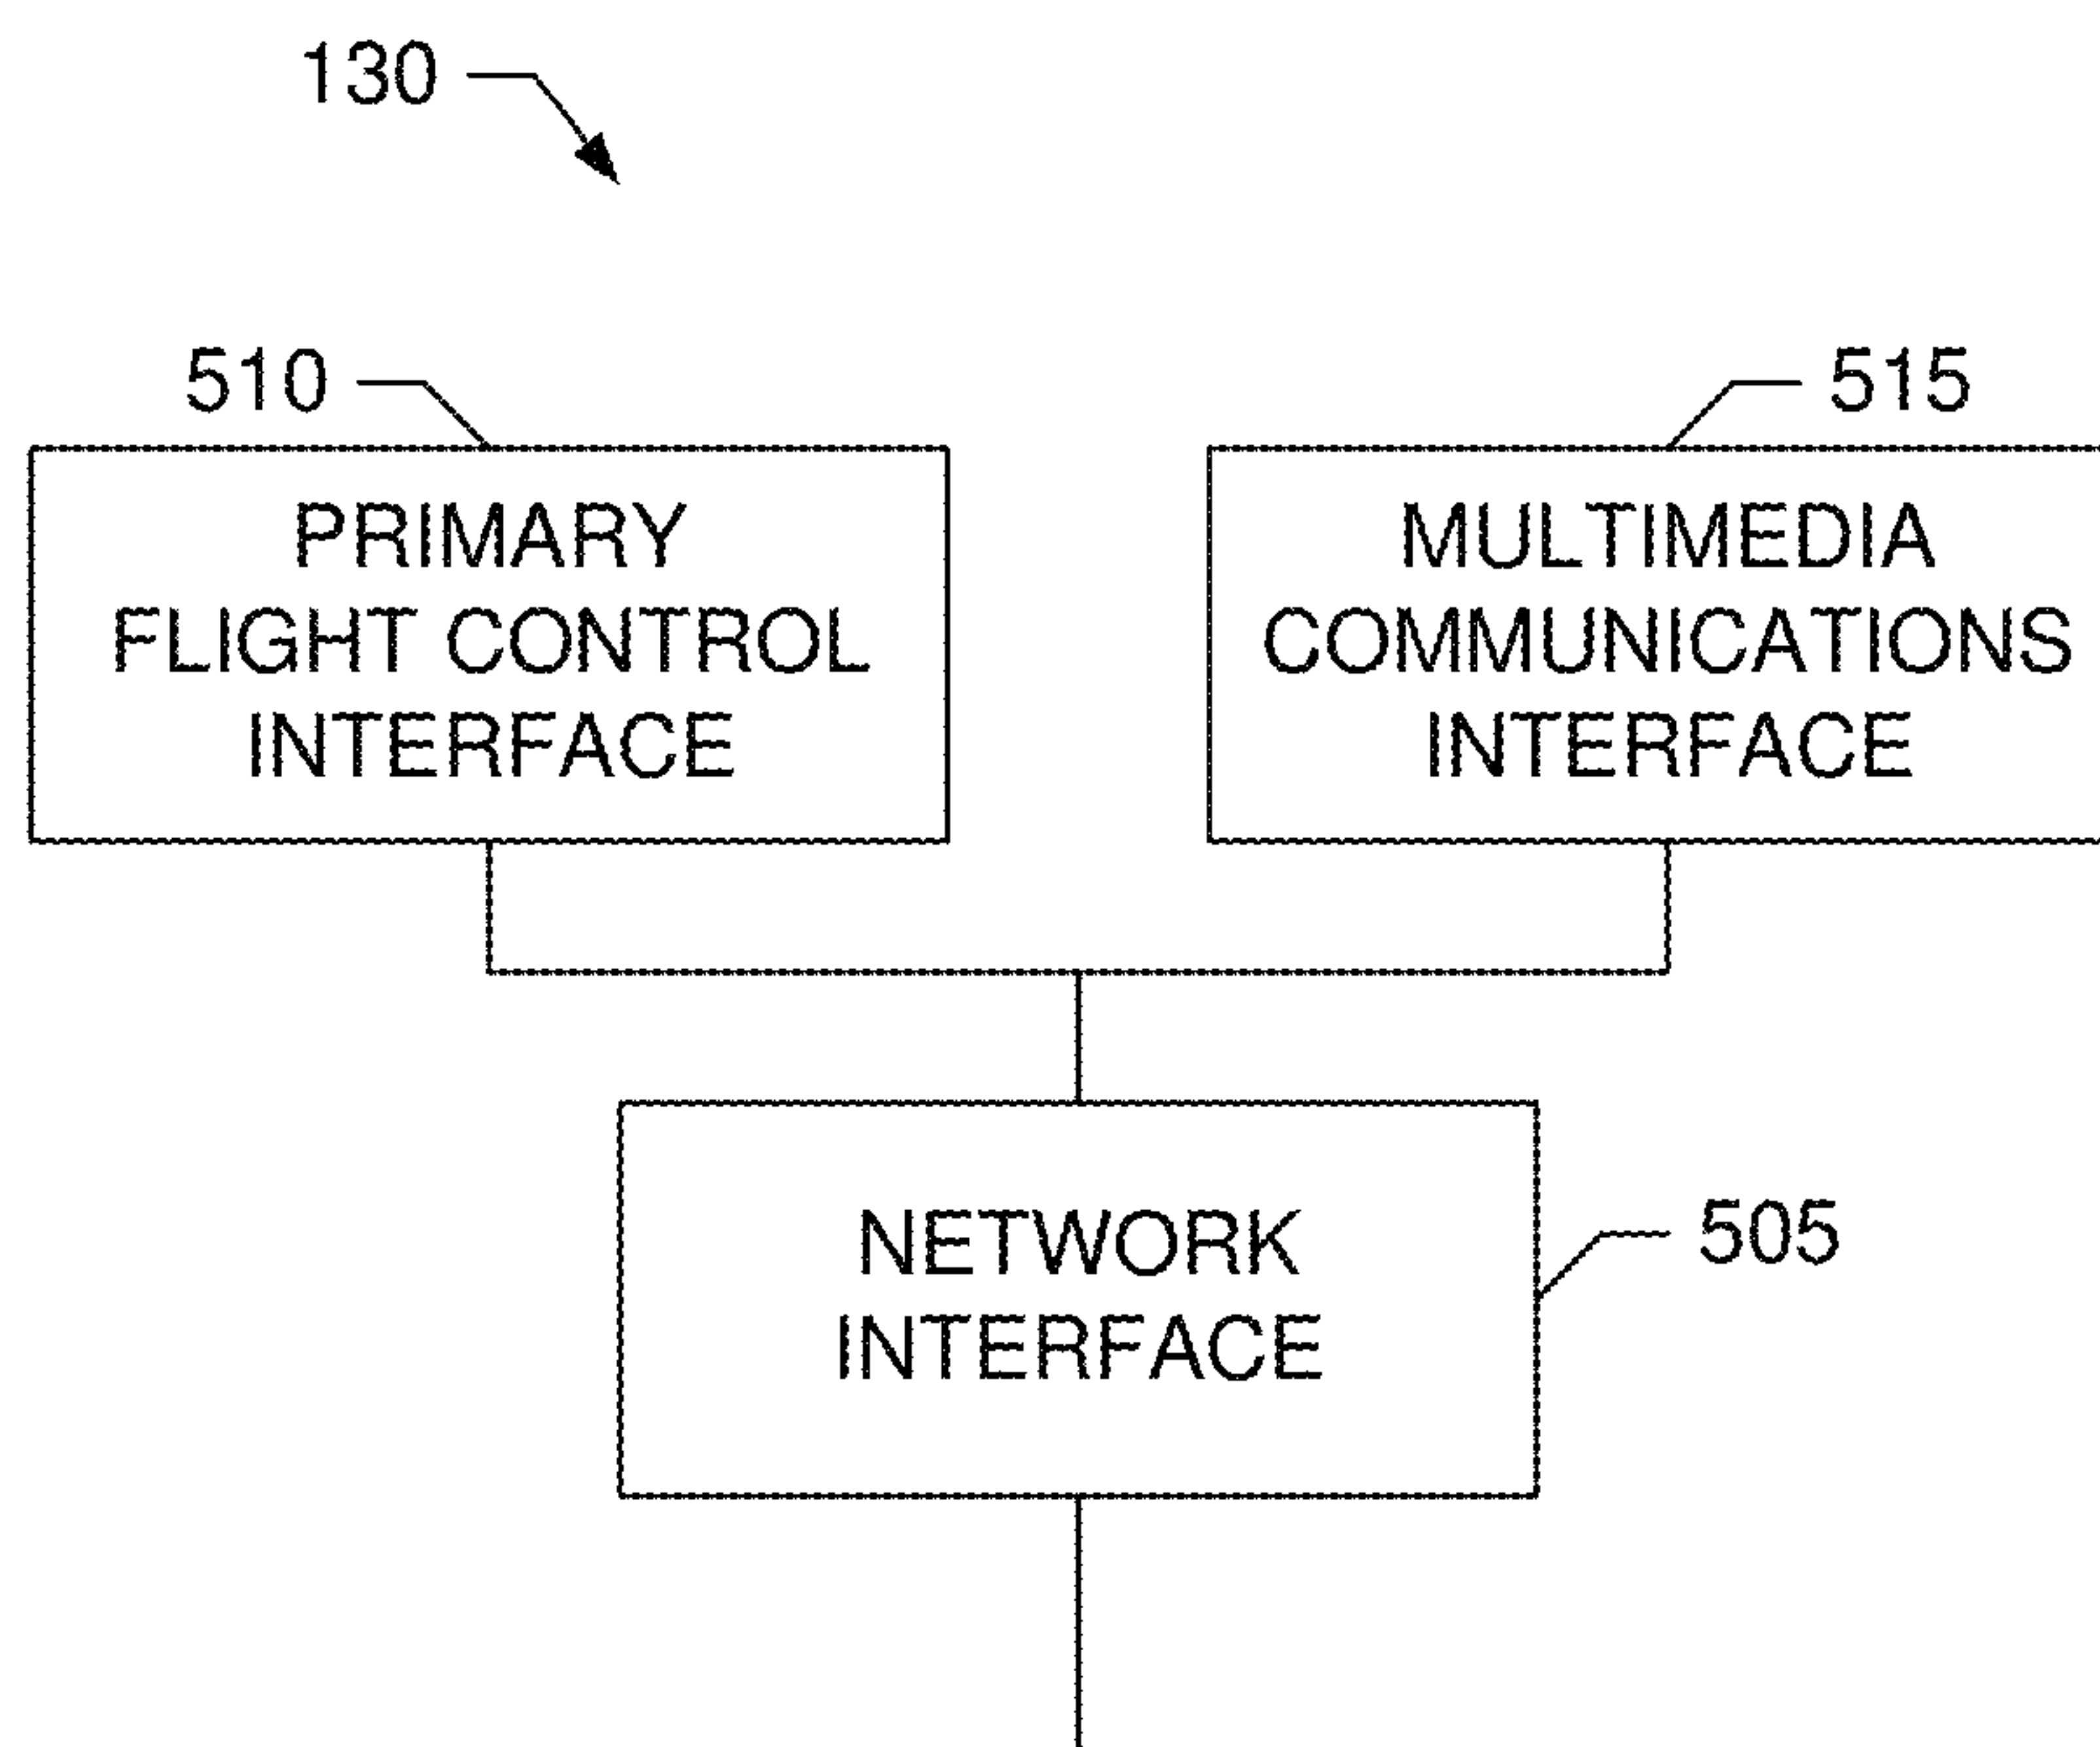 130
510
515
PRIMARY
FLIGHT CONTROL
INTERFACE
MULTIMEDIA
COMMUNICATIONS
INTERFACE
NETWORK
INTERFACE
505